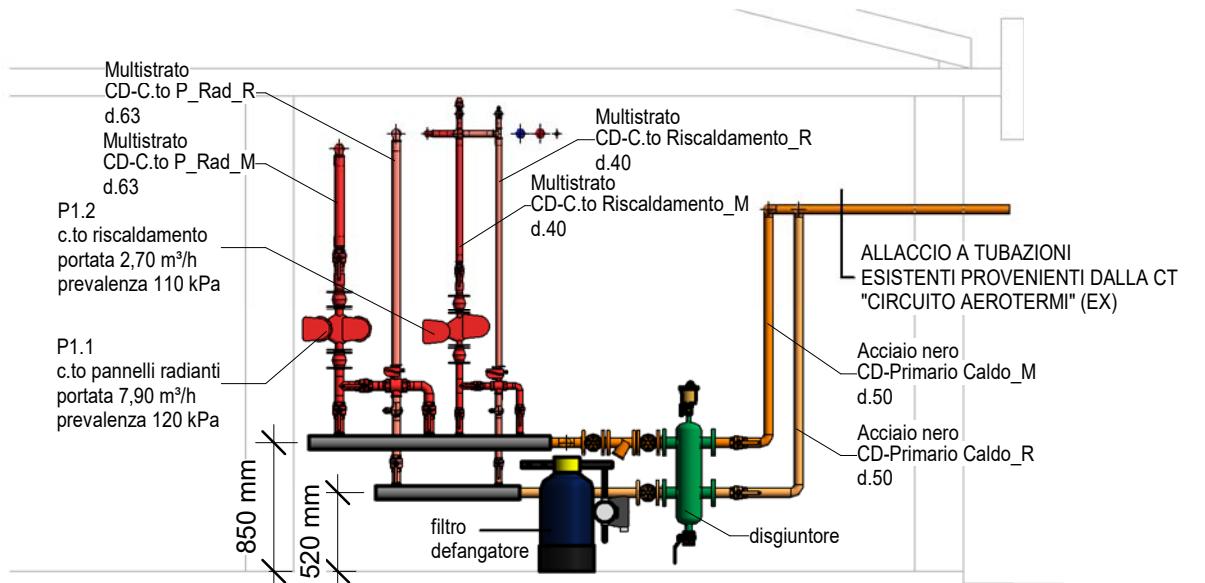 Multistrato
CD-C.to P_Rad_R
d.63
Multistrato
CD-C.to P_Rad_M
d.63
P1.2
c.to riscaldamento
portata 2,70 m³/h
prevalenza 110 kPa
P1.1
c.to pannelli radianti
portata 7,90 m³/h
prevalenza 120 kPa
Multistrato
CD-C.to Riscaldamento_R
d.40
Multistrato
CD-C.to Riscaldamento_M
d.40
ALLACCIO A TUBAZIONI
ESISTENTI PROVENIENTI DALLA CT
"CIRCUITO AEROTERMI" (EX)
Acciaio nero
CD-Primario Caldo_M
d.50
Acciaio nero
CD-Primario Caldo_R
d.50
850 mm
520 mm
filtro
defangatore
disgiuntore